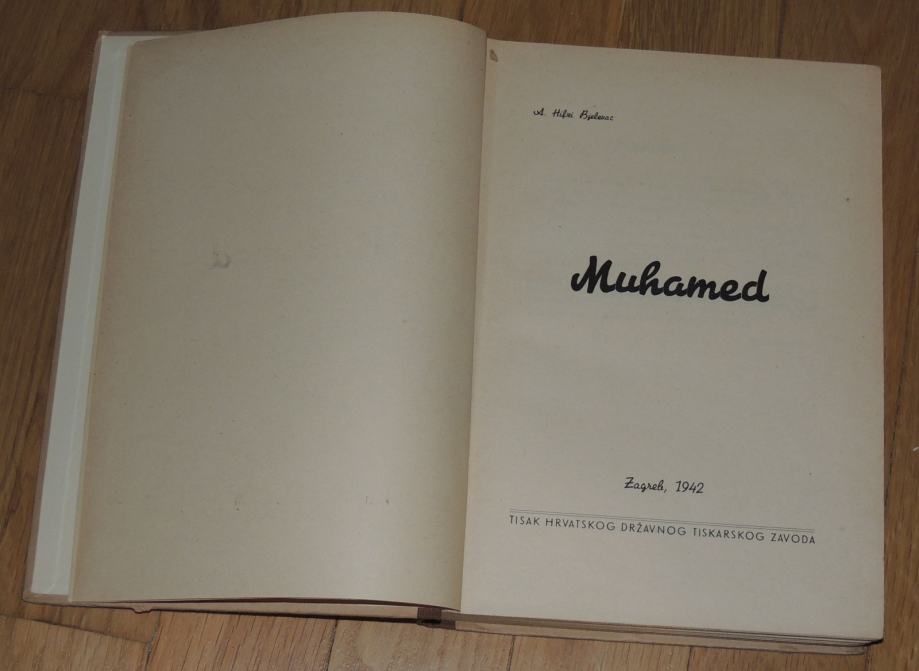 A. Hifzi Bjelevac
Muhamed
Zagreb, 1942
TISAK HRVATSKOG DRŽAVNOG TISKARSKOG ZAVODA